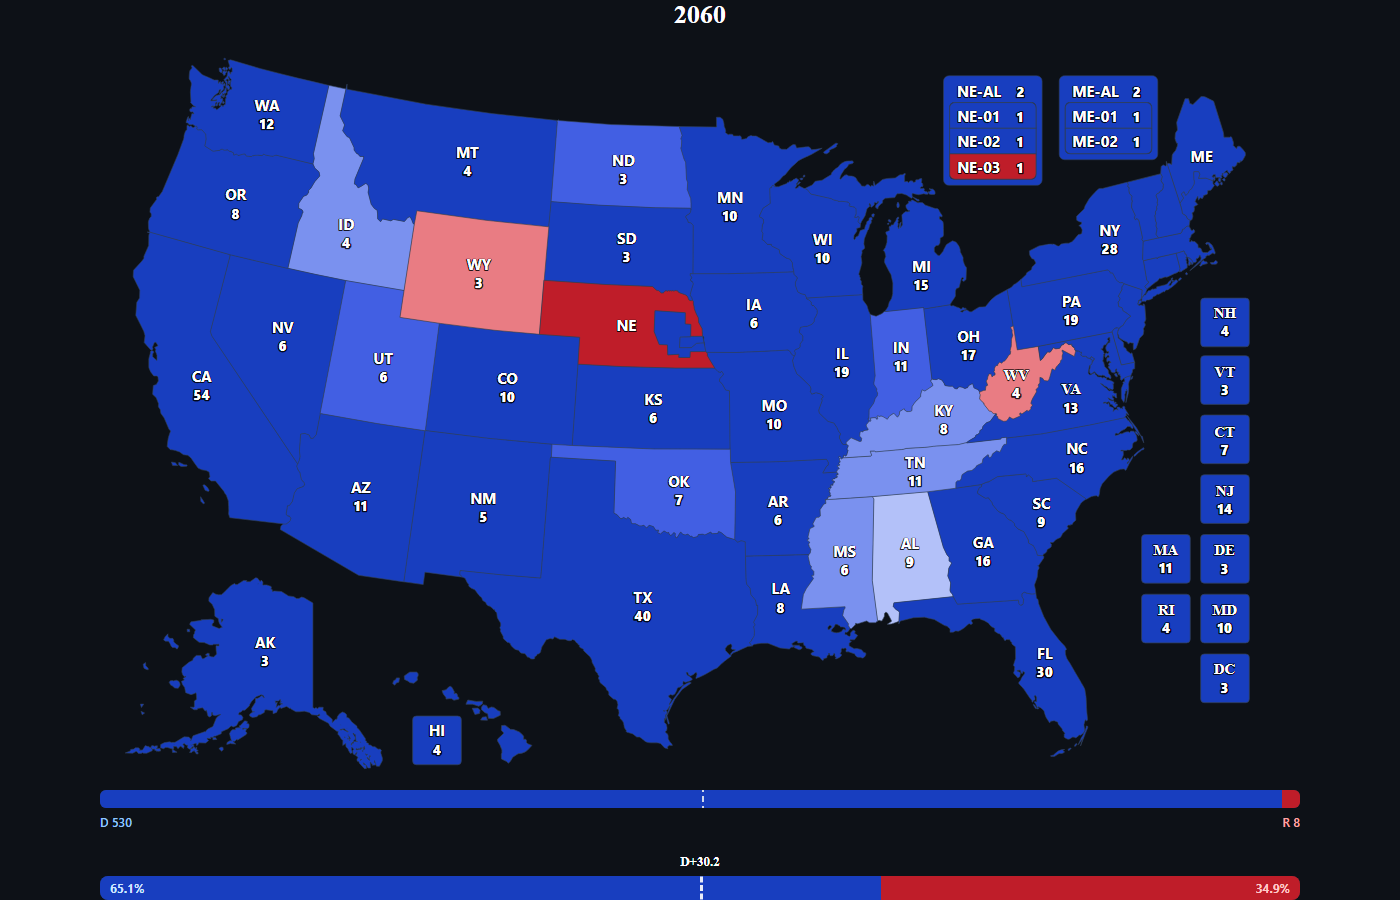 2060
NE-AL 2
NE-01 1
NE-02 1
NE-03 1
ME-AL 2
ME-01 1
ME-02 1
WA
12
OR
8
ID
4
MT
4
ND
3
SD
3
WY
3
NE
MN
10
WI
10
MI
15
NY
28
ME
PA
19
IA
6
IL
19
IN
11
OH
17
WV
4
VA
13
KY
8
NV
6
UT
6
CO
10
KS
6
MO
10
CA
54
AZ
11
NM
5
OK
7
AR
6
TN
11
NC
16
SC
9
MS
6
AL
9
GA
16
TX
40
LA
8
FL
30
AK
3
HI
4
NH
4
VT
3
CT
7
NJ
14
MA
11
DE
3
RI
4
MD
10
DC
3
D 530
R 8
D+30.2
65.1%
34.9%